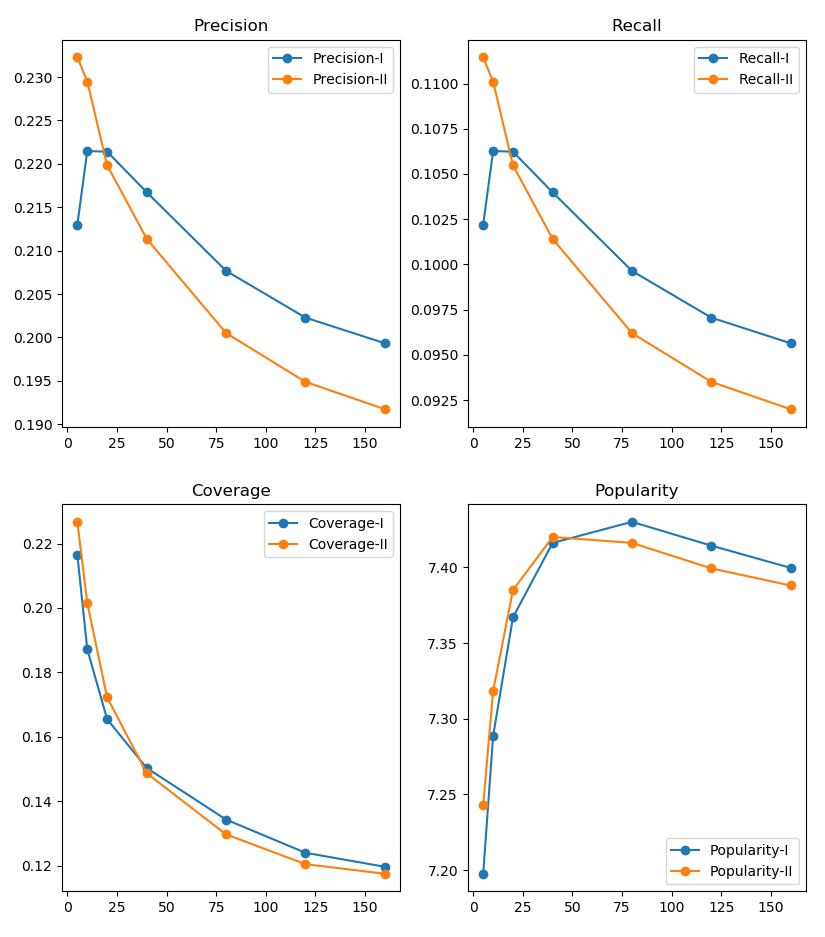 Precision
0.230
0.225
0.220
0.215
0.210
0.205
0.200
0.195
0.190
Precision-I
Precision-II
0 25 50 75 100 125 150
Recall
0.1100
0.1075
0.1050
0.1025
0.1000
0.0975
0.0950
0.0925
Recall-I
Recall-II
0 25 50 75 100 125 150
Coverage
0.22
0.20
0.18
0.16
0.14
0.12
Coverage-I
Coverage-II
0 25 50 75 100 125 150
Popularity
7.40
7.35
7.30
7.25
7.20
Popularity-I
Popularity-II
0 25 50 75 100 125 150